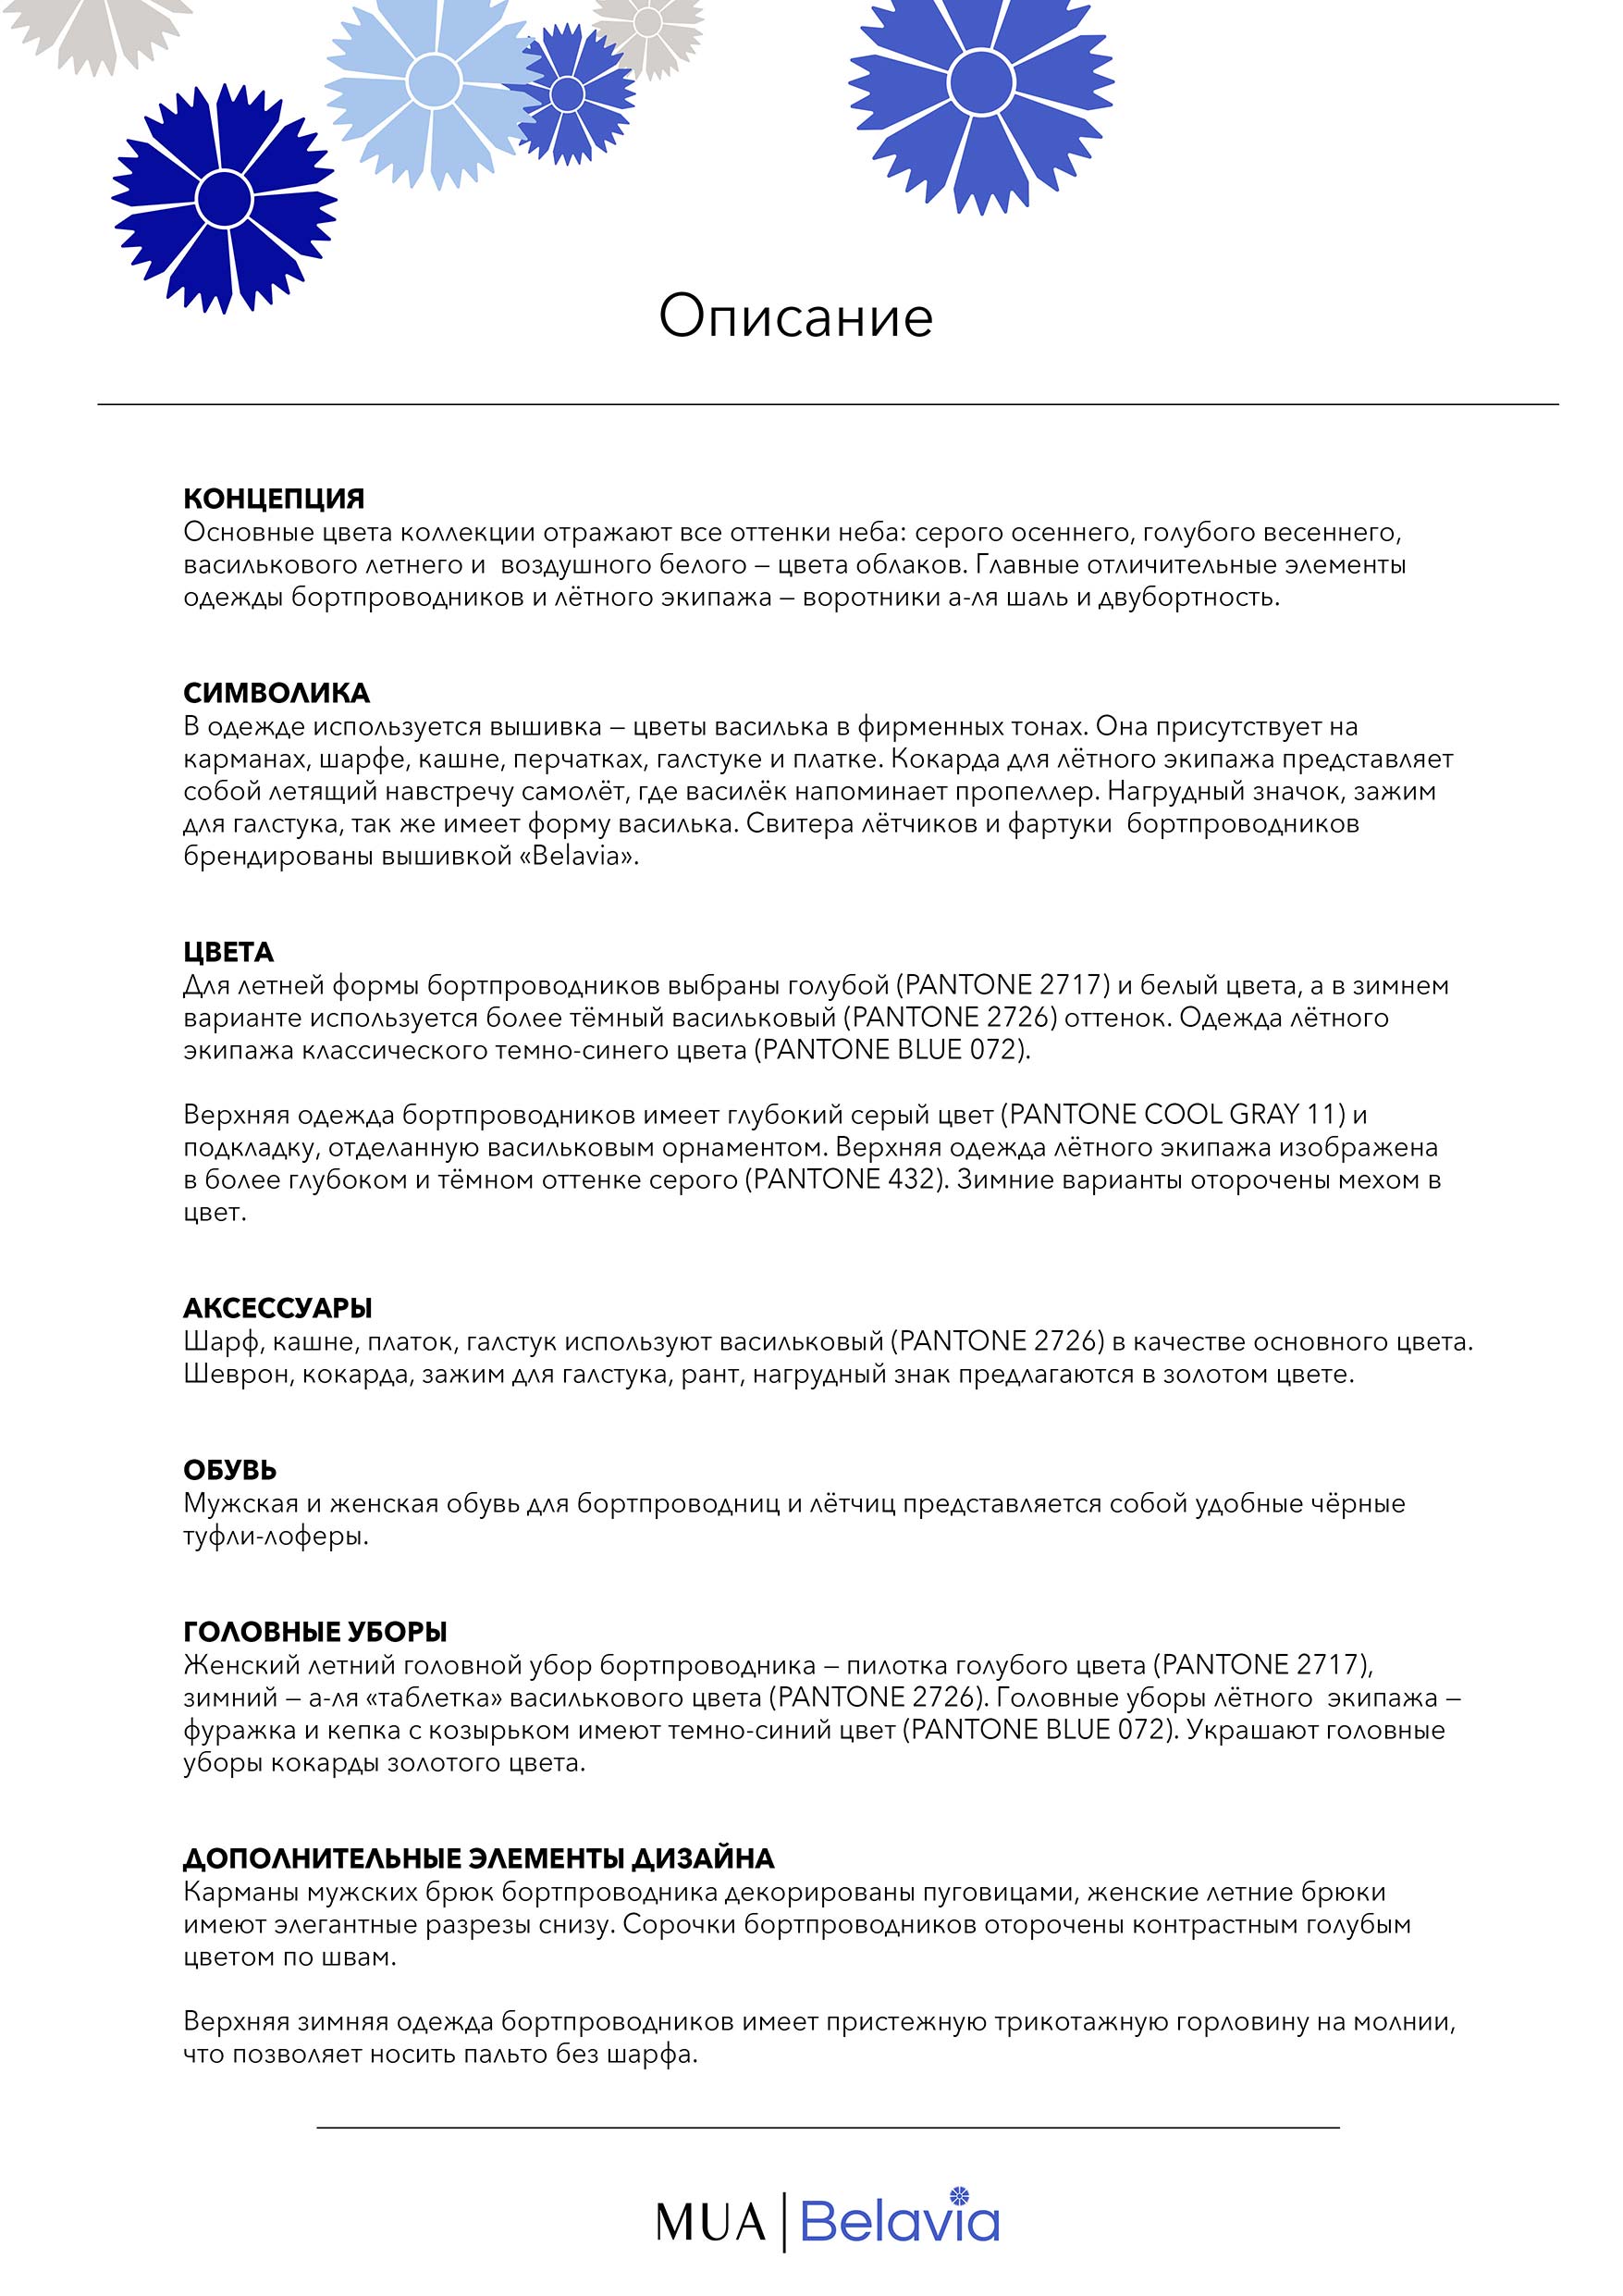 Описание
КОНЦЕПЦИЯ
Основные цвета коллекции отражают все оттенки неба: серого осеннего, голубого весеннего,
василькового летнего и  воздушного белого – цвета облаков. Главные отличительные элементы
одежды бортпроводников и лётного экипажа – воротники а-ля шаль и двубортность.
СИМВОЛИКА
В одежде используется вышивка – цветы василька в фирменных тонах. Она присутствует на
карманах, шарфе, кашне, перчатках, галстуке и платке. Кокарда для лётного экипажа представляет
собой летящий навстречу самолёт, где василёк напоминает пропеллер. Нагрудный значок, зажим
для галстука, так же имеет форму василька. Свитера лётчиков и фартуки  бортпроводников
брендированы вышивкой «Belavia».
ЦВЕТА
Для летней формы бортпроводников выбраны голубой (PANTONE 2717) и белый цвета, а в зимнем
варианте используется более тёмный васильковый (PANTONE 2726) оттенок. Одежда лётного
экипажа классического темно-синего цвета (PANTONE BLUE 072).
Верхняя одежда бортпроводников имеет глубокий серый цвет (PANTONE COOL GRAY 11) и
подкладку, отделанную васильковым орнаментом. Верхняя одежда лётного экипажа изображена
в более глубоком и тёмном оттенке серого (PANTONE 432). Зимние варианты оторочены мехом в
цвет.
АКСЕССУАРЫ
Шарф, кашне, платок, галстук используют васильковый (PANTONE 2726) в качестве основного цвета.
Шеврон, кокарда, зажим для галстука, рант, нагрудный знак предлагаются в золотом цвете.
ОБУВЬ
Мужская и женская обувь для бортпроводниц и лётчиц представляется собой удобные чёрные
туфли-лоферы.
ГОЛОВНЫЕ УБОРЫ
Женский летний головной убор бортпроводника – пилотка голубого цвета (PANTONE 2717),
зимний – а-ля «таблетка» василькового цвета (PANTONE 2726). Головные уборы лётного  экипажа –
фуражка и кепка с козырьком имеют темно-синий цвет (PANTONE BLUE 072). Украшают головные
уборы кокарды золотого цвета.
ДОПОЛНИТЕЛЬНЫЕ ЭЛЕМЕНТЫ ДИЗАЙНА
Карманы мужских брюк бортпроводника декорированы пуговицами, женские летние брюки
имеют элегантные разрезы снизу. Сорочки бортпроводников оторочены контрастным голубым
цветом по швам.
Верхняя зимняя одежда бортпроводников имеет пристежную трикотажную горловину на молнии,
что позволяет носить пальто без шарфа.
MUA | Belavia